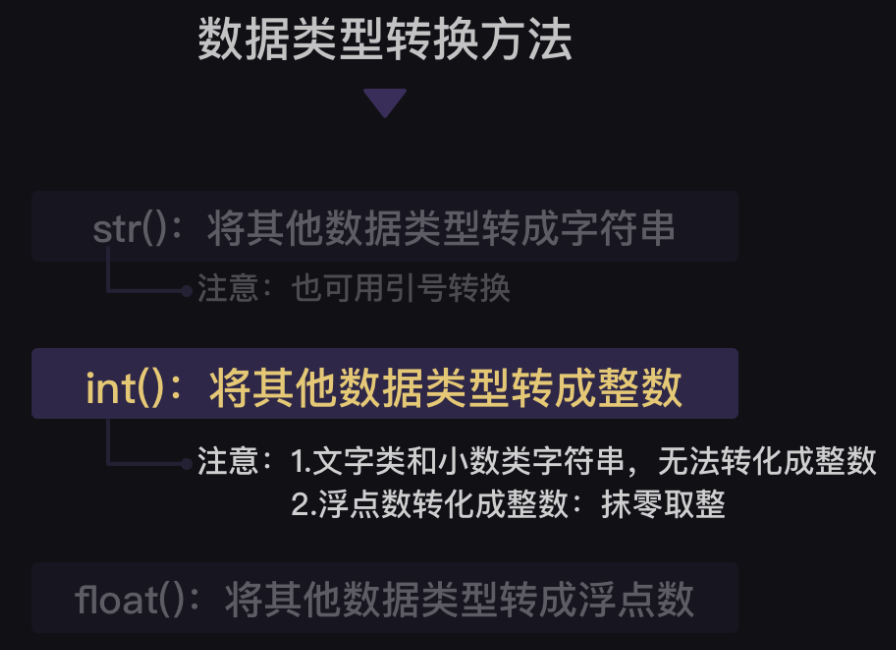 数据类型转换方法
str()：将其他数据类型转成字符串
注意：也可用引号转换
int()：将其他数据类型转成整数
注意：1.文字类和小数类字符串，无法转化成整数
2.浮点数转化成整数：抹零取整
float()：将其他数据类型转成浮点数